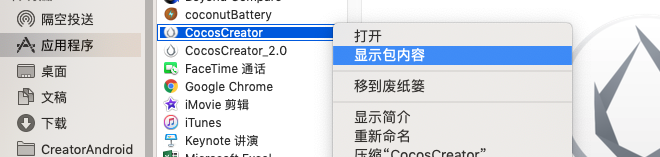 隔空投送
应用程序
桌面
文稿
下载
CreatorAndroid
coconutBattery
CocosCreator
CocosCreator_2.0
FaceTime 通话
Google Chrome
iMovie 剪辑
iTunes
Keynote 讲演
打开
显示包内容
移到废纸篓
显示简介
重新命名
压缩“CocosCreator”